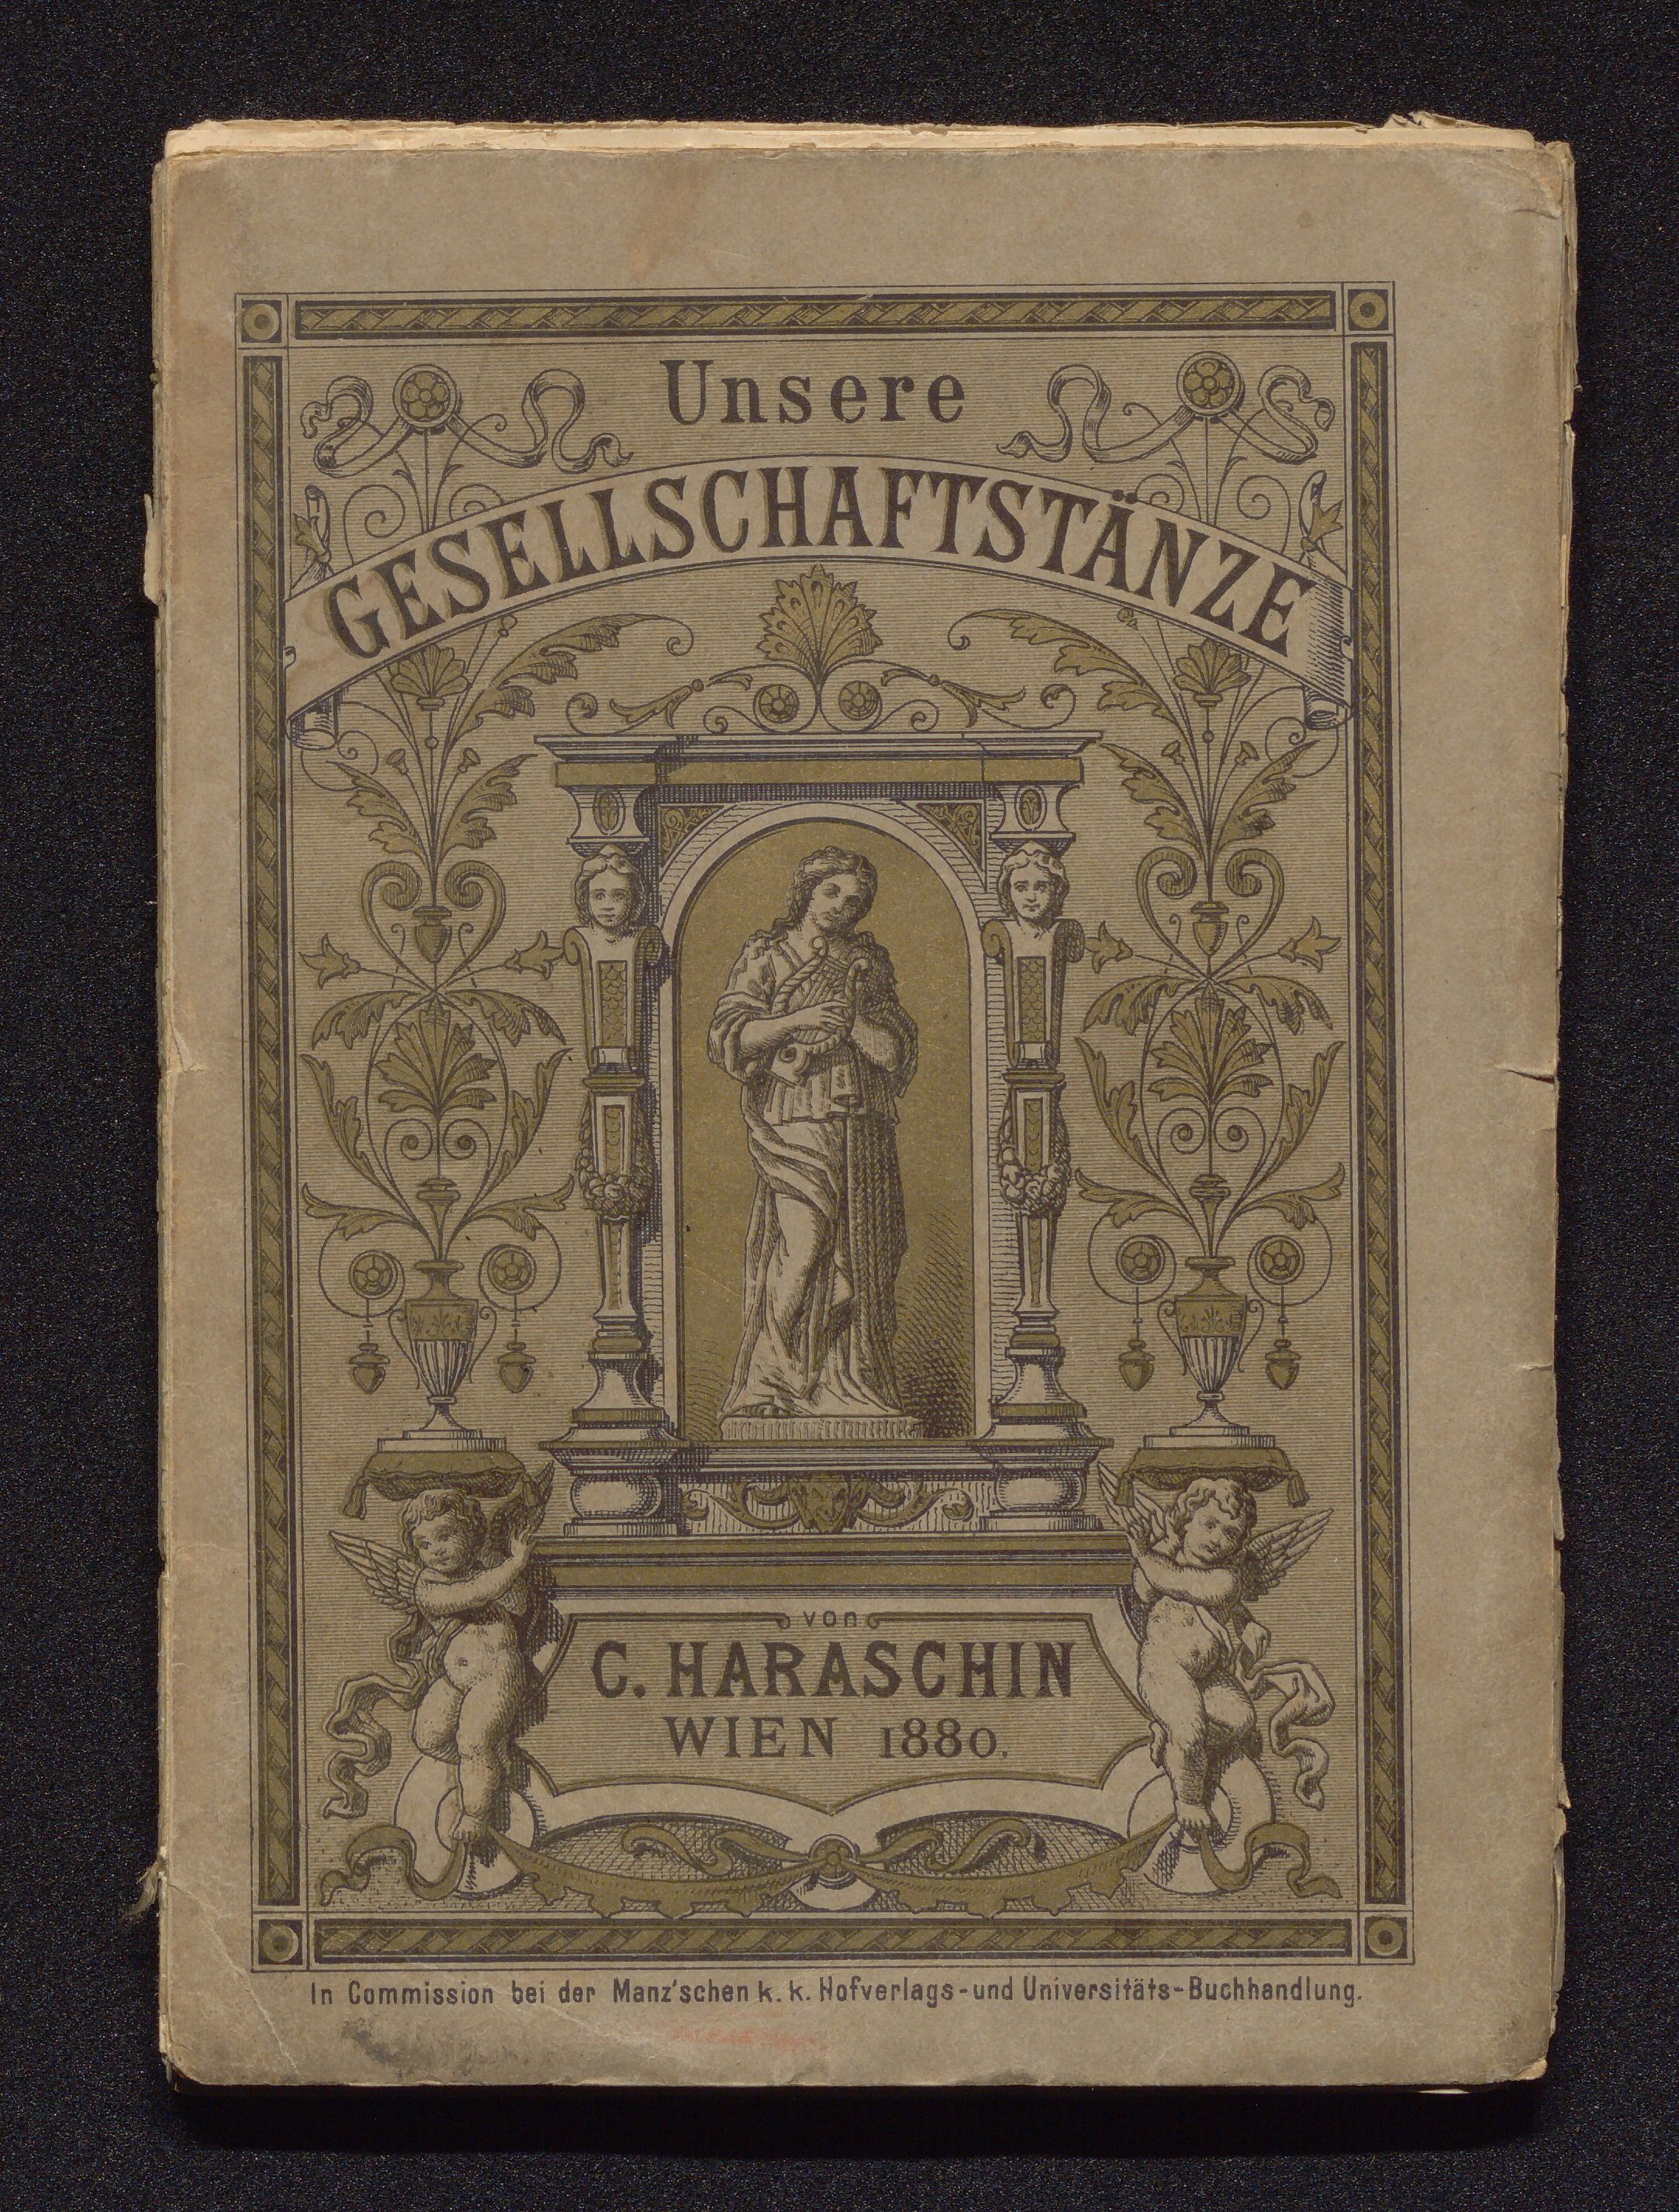 Unsere
GESELLSCHAFTSTÄNZE
von
C. HARASCHIN
WIEN 1880.
In Commission bei der Manz'schen k. k. Hofverlags-und Universitäts-Buchhandlung.